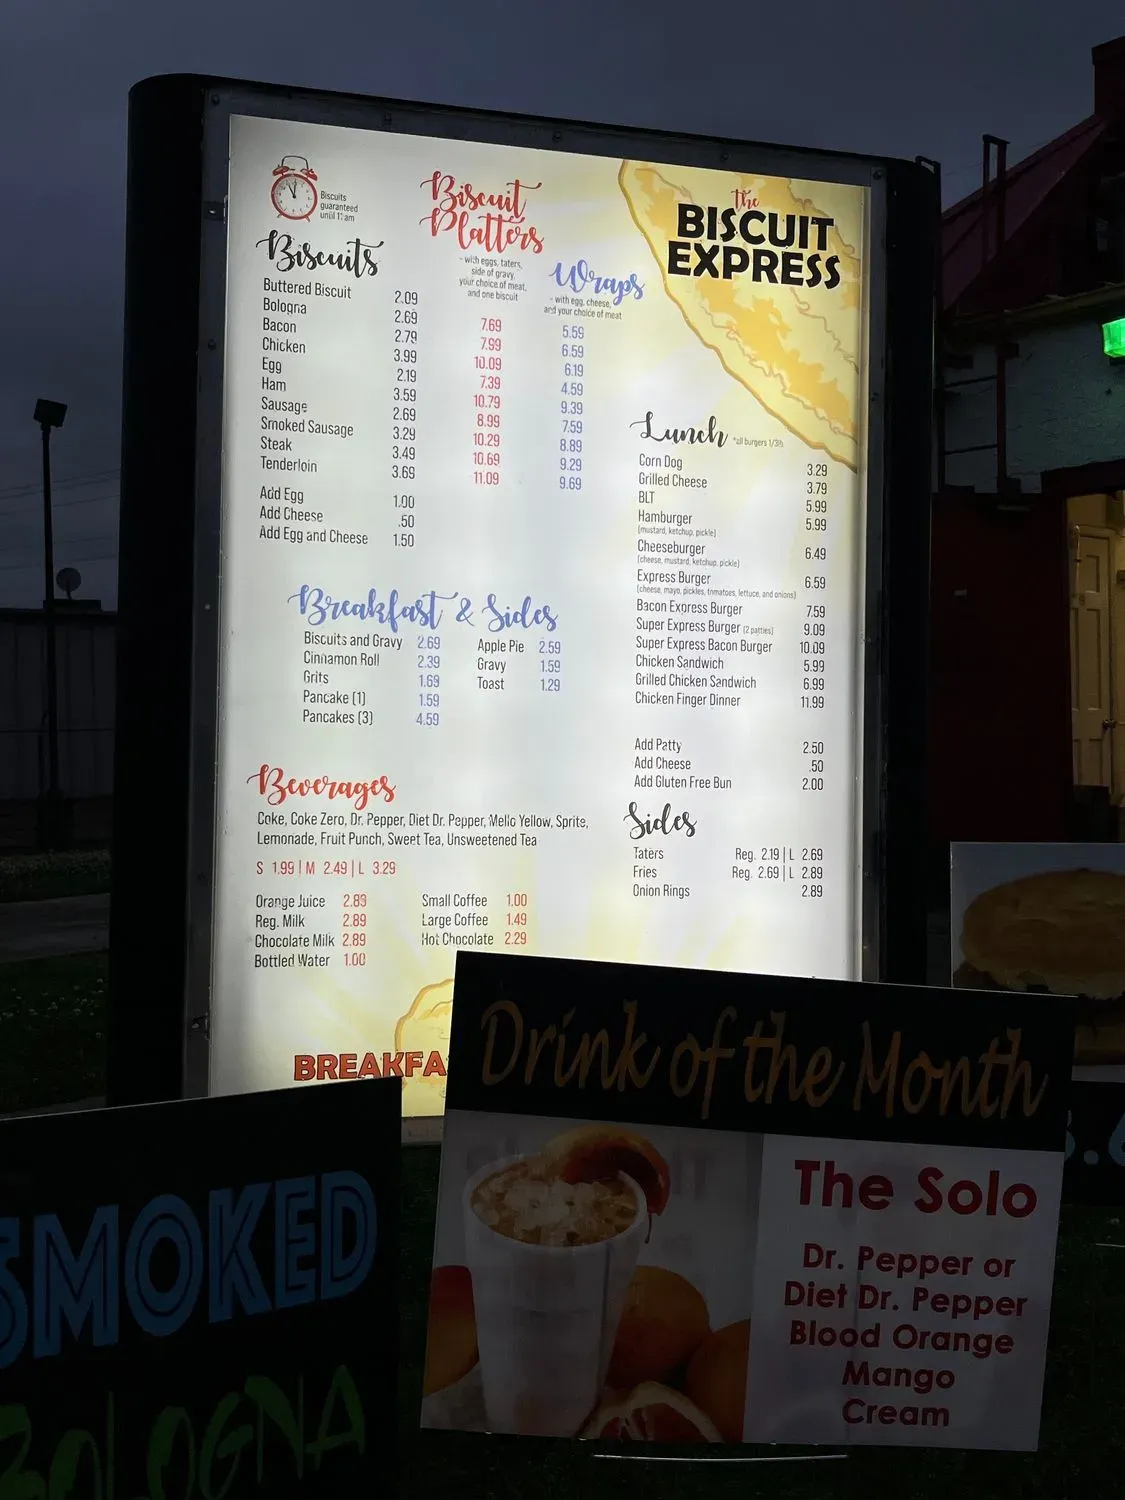 Biscuits
guaranteed
until 11am
Biscuits
Buttered Biscuit 2.09
Bologna 2.69
Bacon 2.79
Chicken 3.99
Egg 2.19
Ham 3.59
Sausage 2.69
Smoked Sausage 3.29
Steak 3.49
Tenderloin 3.69
Add Egg 1.00
Add Cheese .50
Add Egg and Cheese 1.50
Biscuit
Platters
- with eggs, taters,
side of gravy,
your choice of meat,
and one biscuit
7.69
7.99
10.09
7.39
10.79
8.99
10.29
10.69
11.09
Wraps
- with egg, cheese,
and your choice of meat
5.59
6.59
6.19
4.59
9.39
7.59
8.89
9.29
9.69
the
BISCUIT
EXPRESS
Lunch *all burgers 1/3lb
Corn Dog 3.29
Grilled Cheese 3.79
BLT 5.99
Hamburger 5.99
(mustard, ketchup, pickle)
Cheeseburger 6.49
(cheese, mustard, ketchup, pickle)
Express Burger 6.59
(cheese, mayo, pickles, tomatoes, lettuce, and onions)
Bacon Express Burger 7.59
Super Express Burger (2 patties) 9.09
Super Express Bacon Burger 10.09
Chicken Sandwich 5.99
Grilled Chicken Sandwich 6.99
Chicken Finger Dinner 11.99
Add Patty 2.50
Add Cheese .50
Add Gluten Free Bun 2.00
Sides
Taters Reg. 2.19 | L 2.69
Fries Reg. 2.69 | L 2.89
Onion Rings 2.89
Breakfast & Sides
Biscuits and Gravy 2.69
Cinnamon Roll 2.39
Grits 1.69
Pancake (1) 1.59
Pancakes (3) 4.59
Apple Pie 2.59
Gravy 1.59
Toast 1.29
Beverages
Coke, Coke Zero, Dr. Pepper, Diet Dr. Pepper, Mello Yellow, Sprite,
Lemonade, Fruit Punch, Sweet Tea, Unsweetened Tea
S 1.99 | M 2.49 | L 3.29
Orange Juice 2.89
Reg. Milk 2.89
Chocolate Milk 2.89
Bottled Water 1.00
Small Coffee 1.00
Large Coffee 1.49
Hot Chocolate 2.29
BREAKFA
Drink of the Month
The Solo
Dr. Pepper or
Diet Dr. Pepper
Blood Orange
Mango
Cream
SMOKED
BOLOGNA